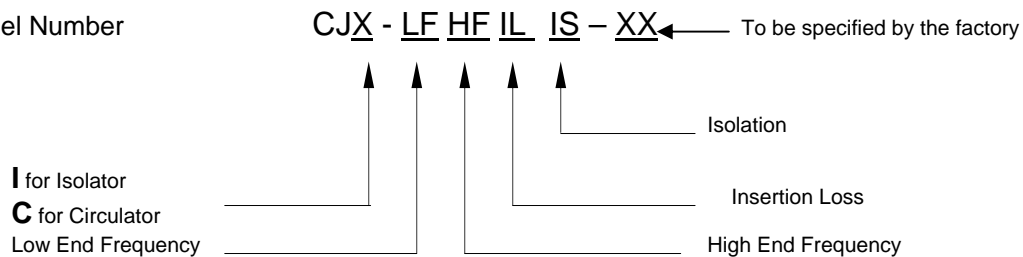 el Number CJX - LF HF IL IS – XX To be specified by the factory
Isolation
I for Isolator
C for Circulator
Insertion Loss
Low End Frequency
High End Frequency